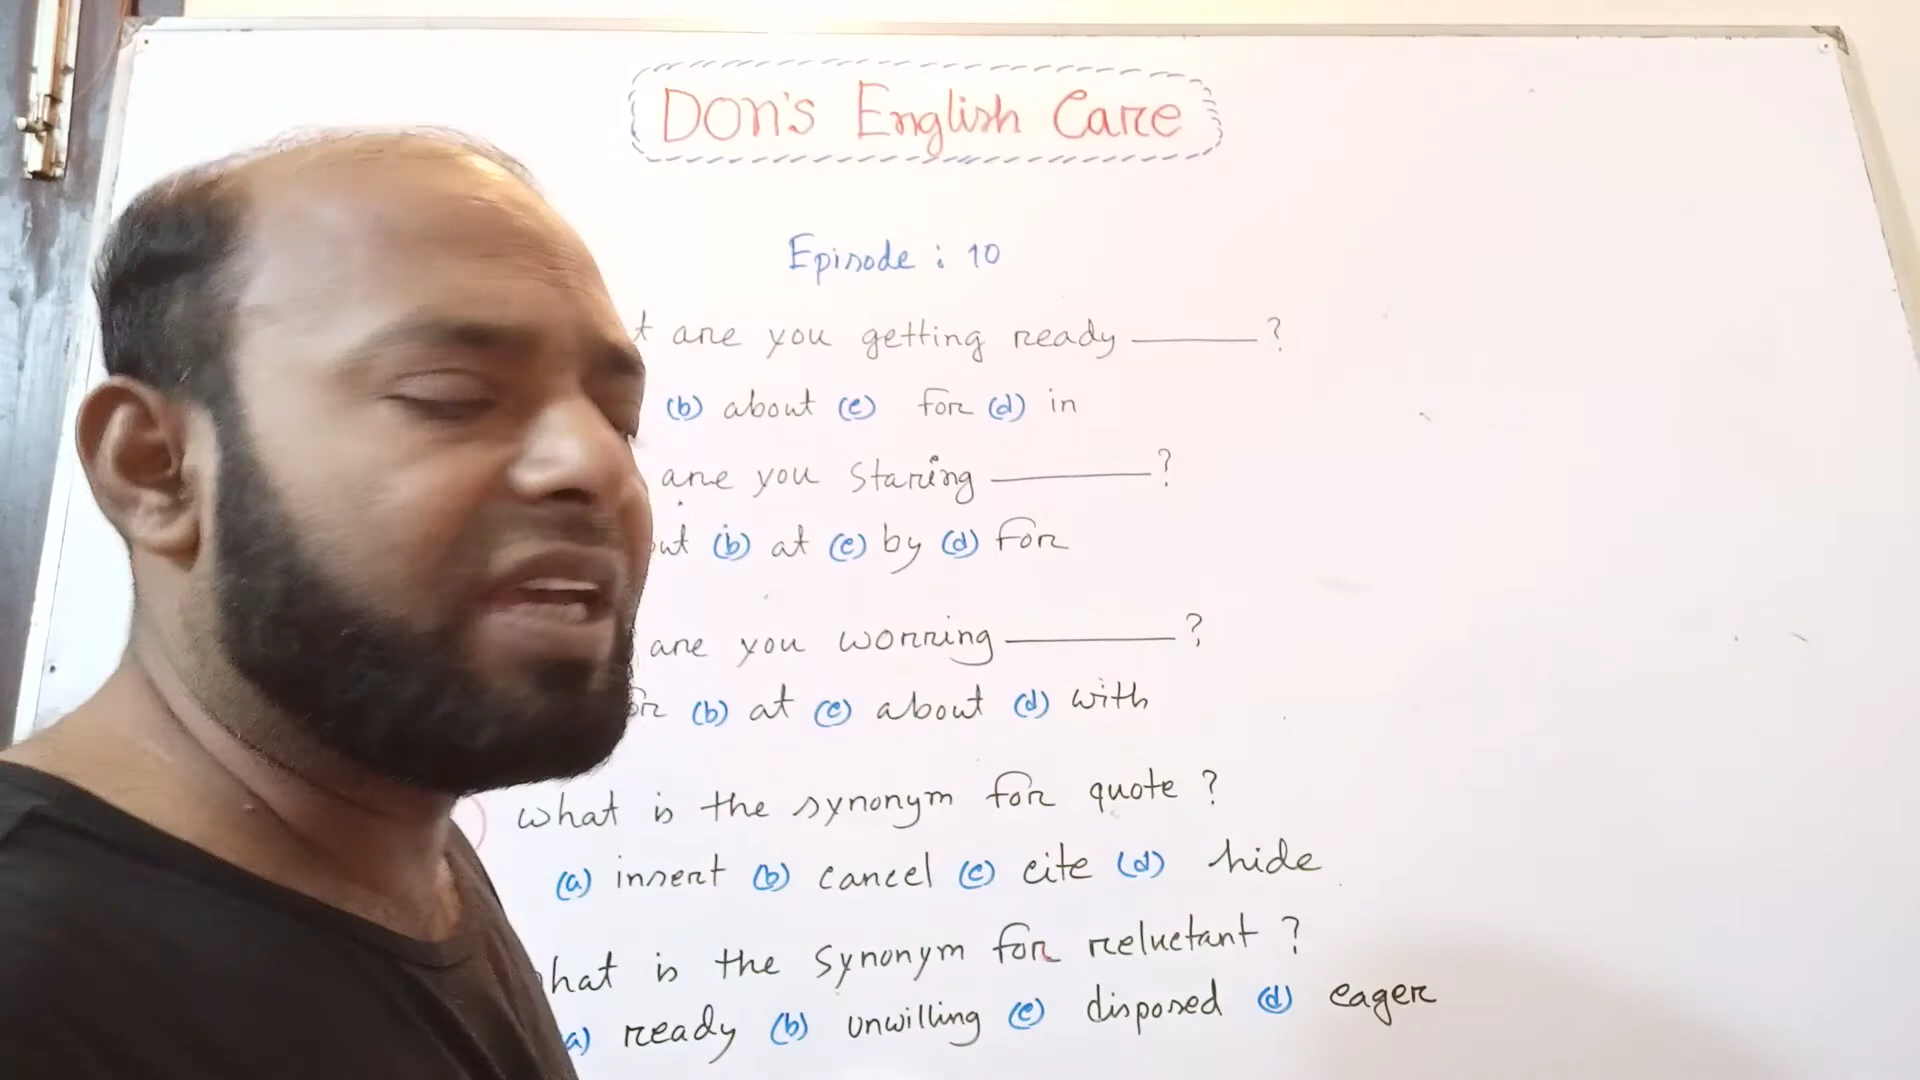 Don's English Care
Episode : 10
are you getting ready ______ ?
(b) about (c) for (d) in
are you staring ______ ?
(b) at (c) by (d) for
are you worring ______ ?
(b) at (c) about (d) with
what is the synonym for quote ?
(a) insert (b) cancel (c) cite (d) hide
is the synonym for reluctant ?
a) ready (b) unwilling (c) disposed (d) eager